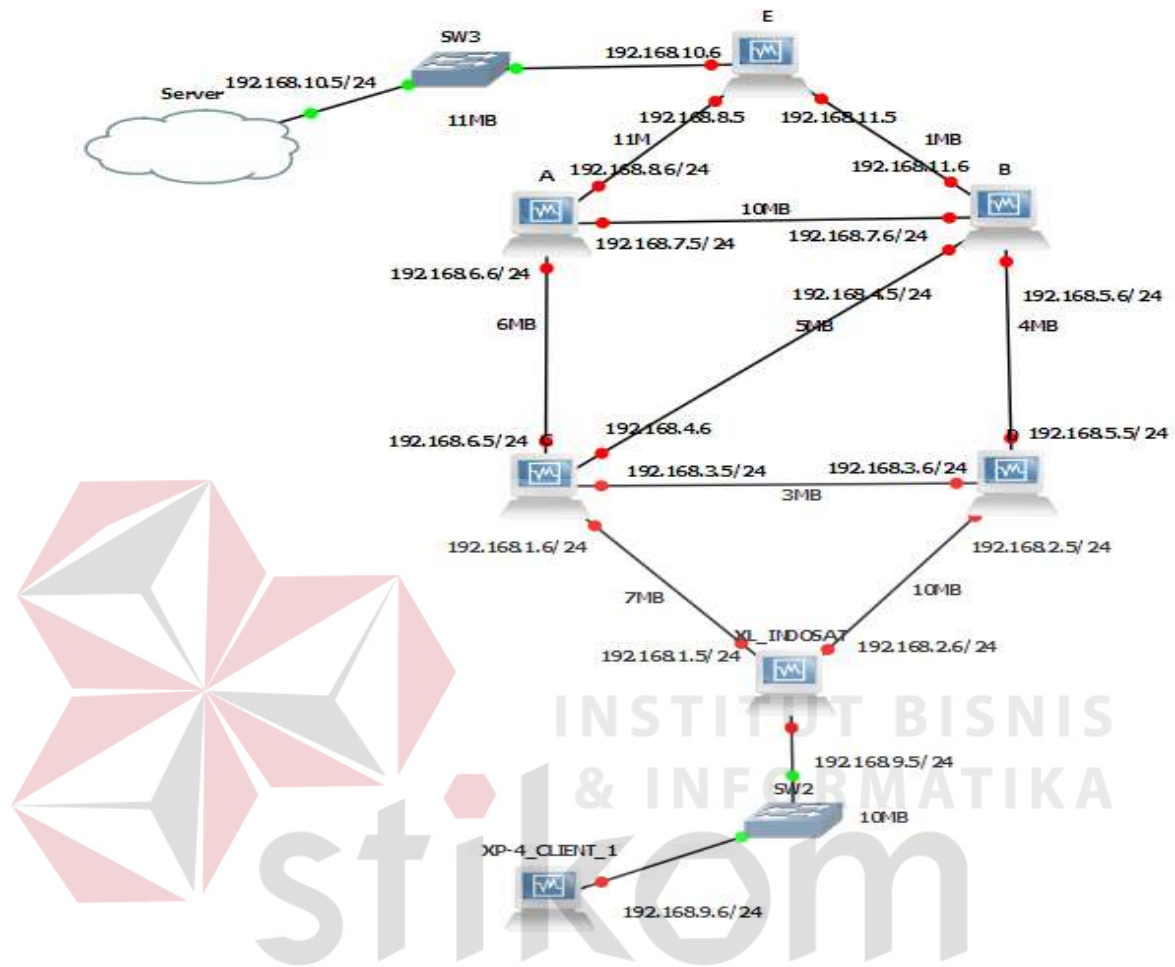 E
SW3
192.168.10.6
192.168.10.5/24
Server
11MB
192.168.8.5
192.168.11.5
11M
1MB
192.168.8.6/24
192.168.11.6
A
B
10MB
192.168.7.5/24
192.168.7.6/24
192.168.6.6/24
192.168.4.5/24
192.168.5.6/24
6MB
5MB
4MB
192.168.6.5/24
C
192.168.4.6
D
192.168.5.5/24
192.168.3.5/24
192.168.3.6/24
3MB
192.168.1.6/24
192.168.2.5/24
7MB
10MB
XL_INDOSAT
192.168.1.5/24
192.168.2.6/24
INSTITUT BISNIS
192.168.9.5/24
& INFORMATIKA
SW2
10MB
stikom
XP-4_CLIENT_1
192.168.9.6/24